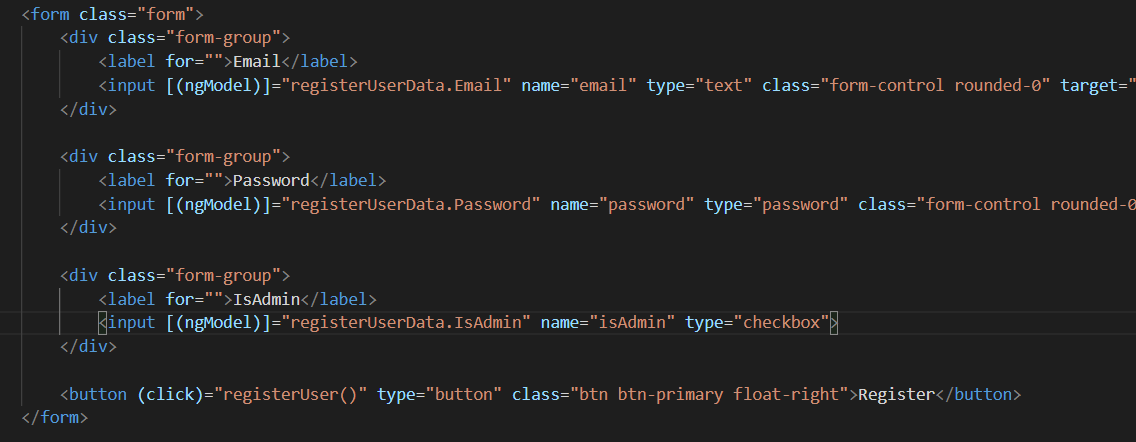 <form class="form">
<div class="form-group">
<label for="">Email</label>
<input [(ngModel)]="registerUserData.Email" name="email" type="text" class="form-control rounded-0" target="
</div>
<div class="form-group">
<label for="">Password</label>
<input [(ngModel)]="registerUserData.Password" name="password" type="password" class="form-control rounded-0
</div>
<div class="form-group">
<label for="">IsAdmin</label>
<input [(ngModel)]="registerUserData.IsAdmin" name="isAdmin" type="checkbox">
</div>
<button (click)="registerUser()" type="button" class="btn btn-primary float-right">Register</button>
</form>